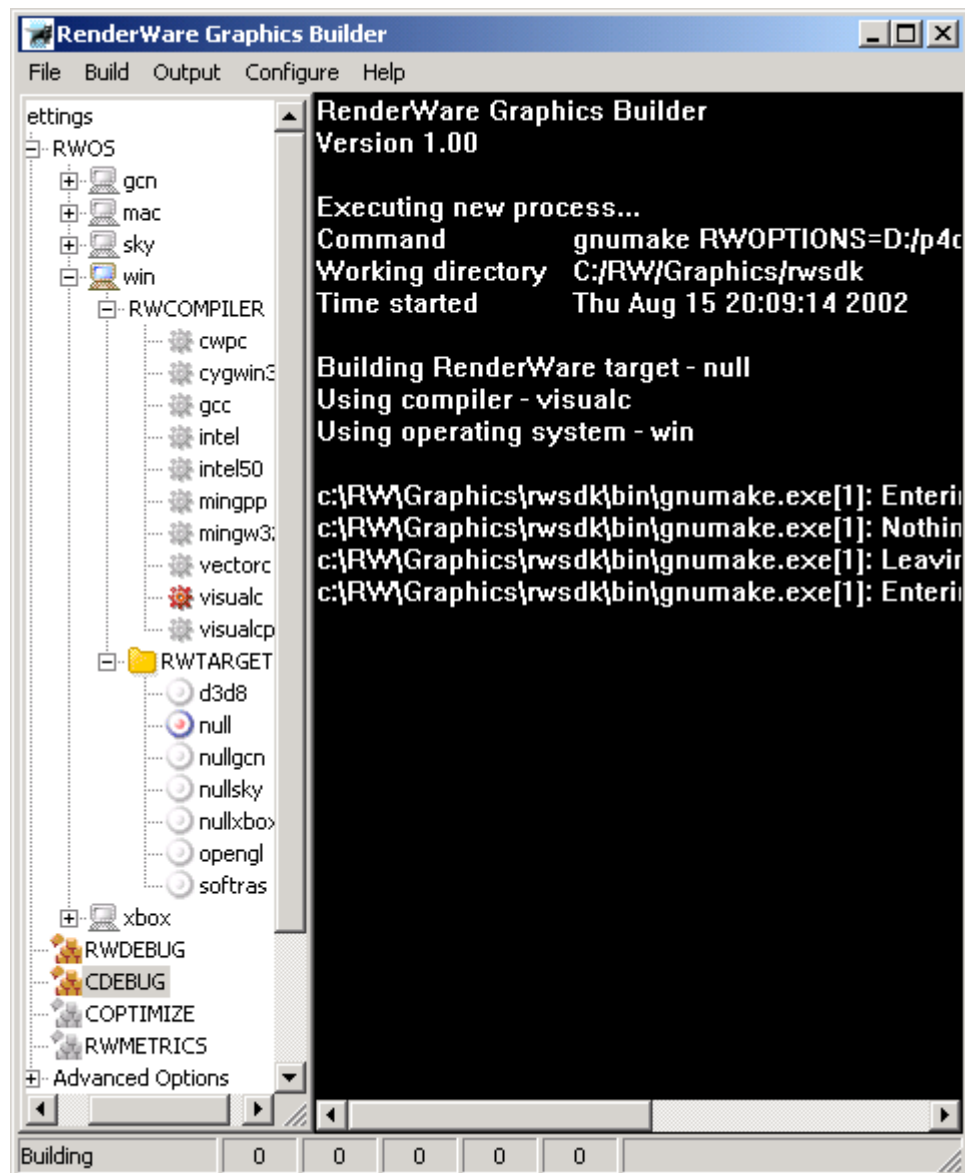 RenderWare Graphics Builder
File Build Output Configure Help
ettings
RWOS
gcn
mac
sky
win
RWCOMPILER
cwpc
cygwin3
gcc
intel
intel50
mingpp
mingw32
vectorc
visualc
visualcp
RWTARGET
d3d8
null
nullgcn
nullsky
nullxbox
opengl
softras
xbox
RWDEBUG
CDEBUG
COPTIMIZE
RWMETRICS
Advanced Options
RenderWare Graphics Builder
Version 1.00
Executing new process...
Command gnumake RWOPTIONS=D:/p4c
Working directory C:/RW/Graphics/rwsdk
Time started Thu Aug 15 20:09:14 2002
Building RenderWare target - null
Using compiler - visualc
Using operating system - win
c:\RW\Graphics\rwsdk\bin\gnumake.exe[1]: Enterin
c:\RW\Graphics\rwsdk\bin\gnumake.exe[1]: Nothin
c:\RW\Graphics\rwsdk\bin\gnumake.exe[1]: Leavin
c:\RW\Graphics\rwsdk\bin\gnumake.exe[1]: Enterin
Building 0 0 0 0 0